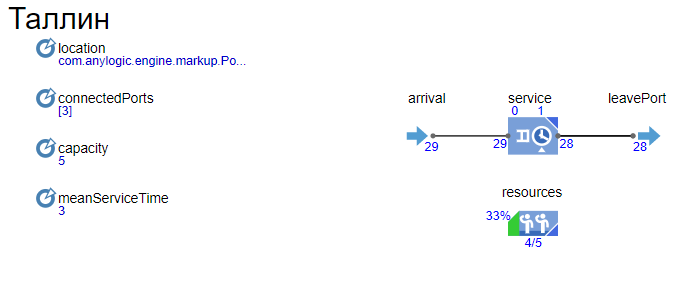 Таллин
location
com.anylogic.engine.markup.Po...
connectedPorts
[3]
capacity
5
meanServiceTime
3
arrival
service
leavePort
0 1
29
29
28
28
resources
33%
4/5